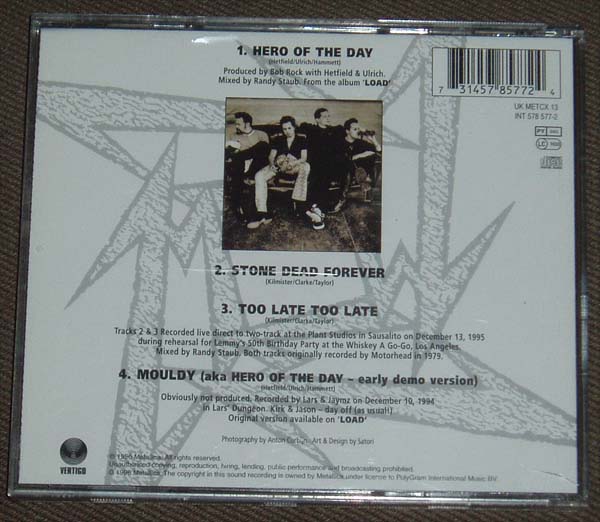 1. HERO OF THE DAY
(Hetfield/Ulrich/Hammett)
Produced by Bob Rock with Hetfield & Ulrich.
Mixed by Randy Staub. From the album 'LOAD'
7 31457 85772 4
UK METCX 13
INT 578 577-2
PY
LC
2. STONE DEAD FOREVER
(Kilmister/Clarke/Taylor)
3. TOO LATE TOO LATE
(Kilmister/Clarke/Taylor)
Tracks 2 & 3 Recorded live direct to two-track at the Plant Studios in Sausalito on December 13, 1995
during rehearsal for Lemmy's 50th Birthday Party at the Whiskey A Go-Go, Los Angeles.
Mixed by Randy Staub. Both tracks originally recorded by Motorhead in 1979.
4. MOULDY (aka HERO OF THE DAY – early demo version)
(Hetfield/Ulrich/Hammett)
Obviously not produced. Recorded by Lars & Jaymz on December 10, 1994
in Lars' Dungeon. Kirk & Jason – day off (as usual!)
Original version available on 'LOAD'
Photography by Anton Corbijn Art & Design by Satori
VERTIGO
℗ 1996 Metallica. All rights reserved.
Unauthorised copying, reproduction, hiring, lending, public performance and broadcasting prohibited.
© 1996 Metallica. The copyright in this sound recording is owned by Metallica under license to PolyGram International Music BV.